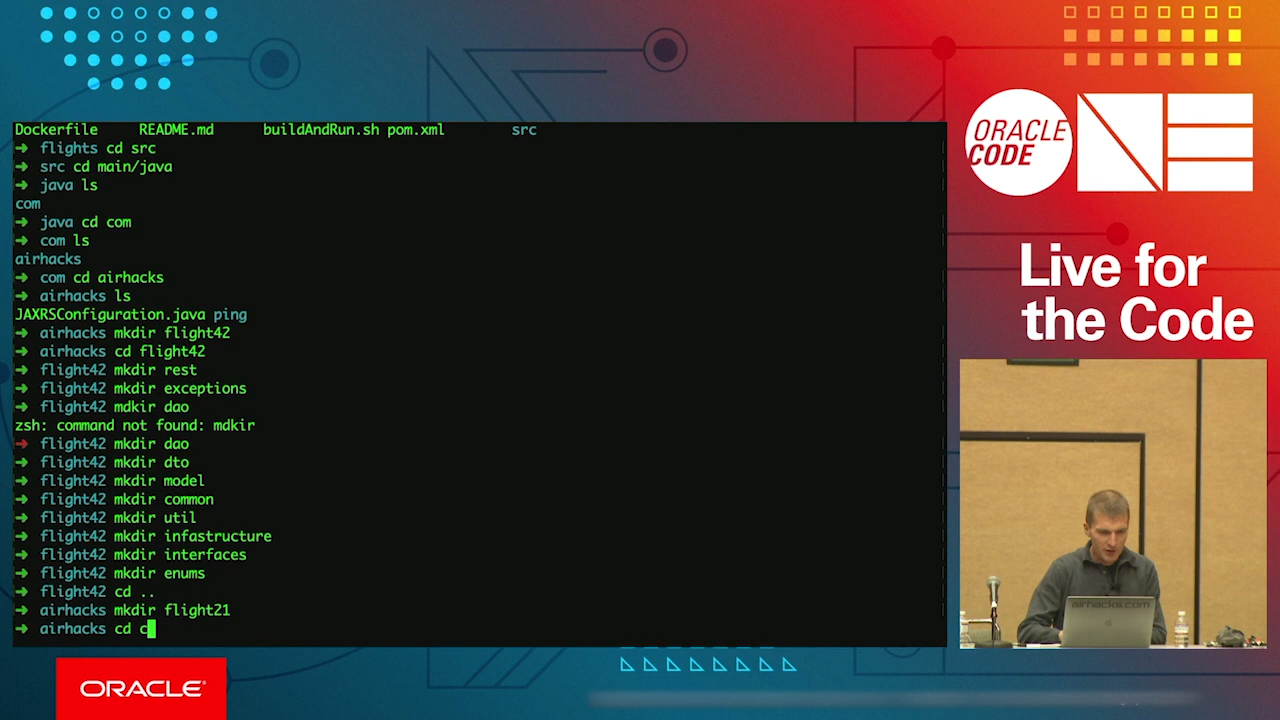 Dockerfile README.md buildAndRun.sh pom.xml src
→ flights cd src
→ src cd main/java
→ java ls
com
→ java cd com
→ com ls
airhacks
→ com cd airhacks
→ airhacks ls
JAXRSConfiguration.java ping
→ airhacks mkdir flight42
→ airhacks cd flight42
→ flight42 mkdir rest
→ flight42 mkdir exceptions
→ flight42 mdkir dao
zsh: command not found: mdkir
→ flight42 mkdir dao
→ flight42 mkdir dto
→ flight42 mkdir model
→ flight42 mkdir common
→ flight42 mkdir util
→ flight42 mkdir infastructure
→ flight42 mkdir interfaces
→ flight42 mkdir enums
→ flight42 cd ..
→ airhacks mkdir flight21
→ airhacks cd c
ORACLE
CODE
ONE
Live for
the Code
airhacks.com
ORACLE®